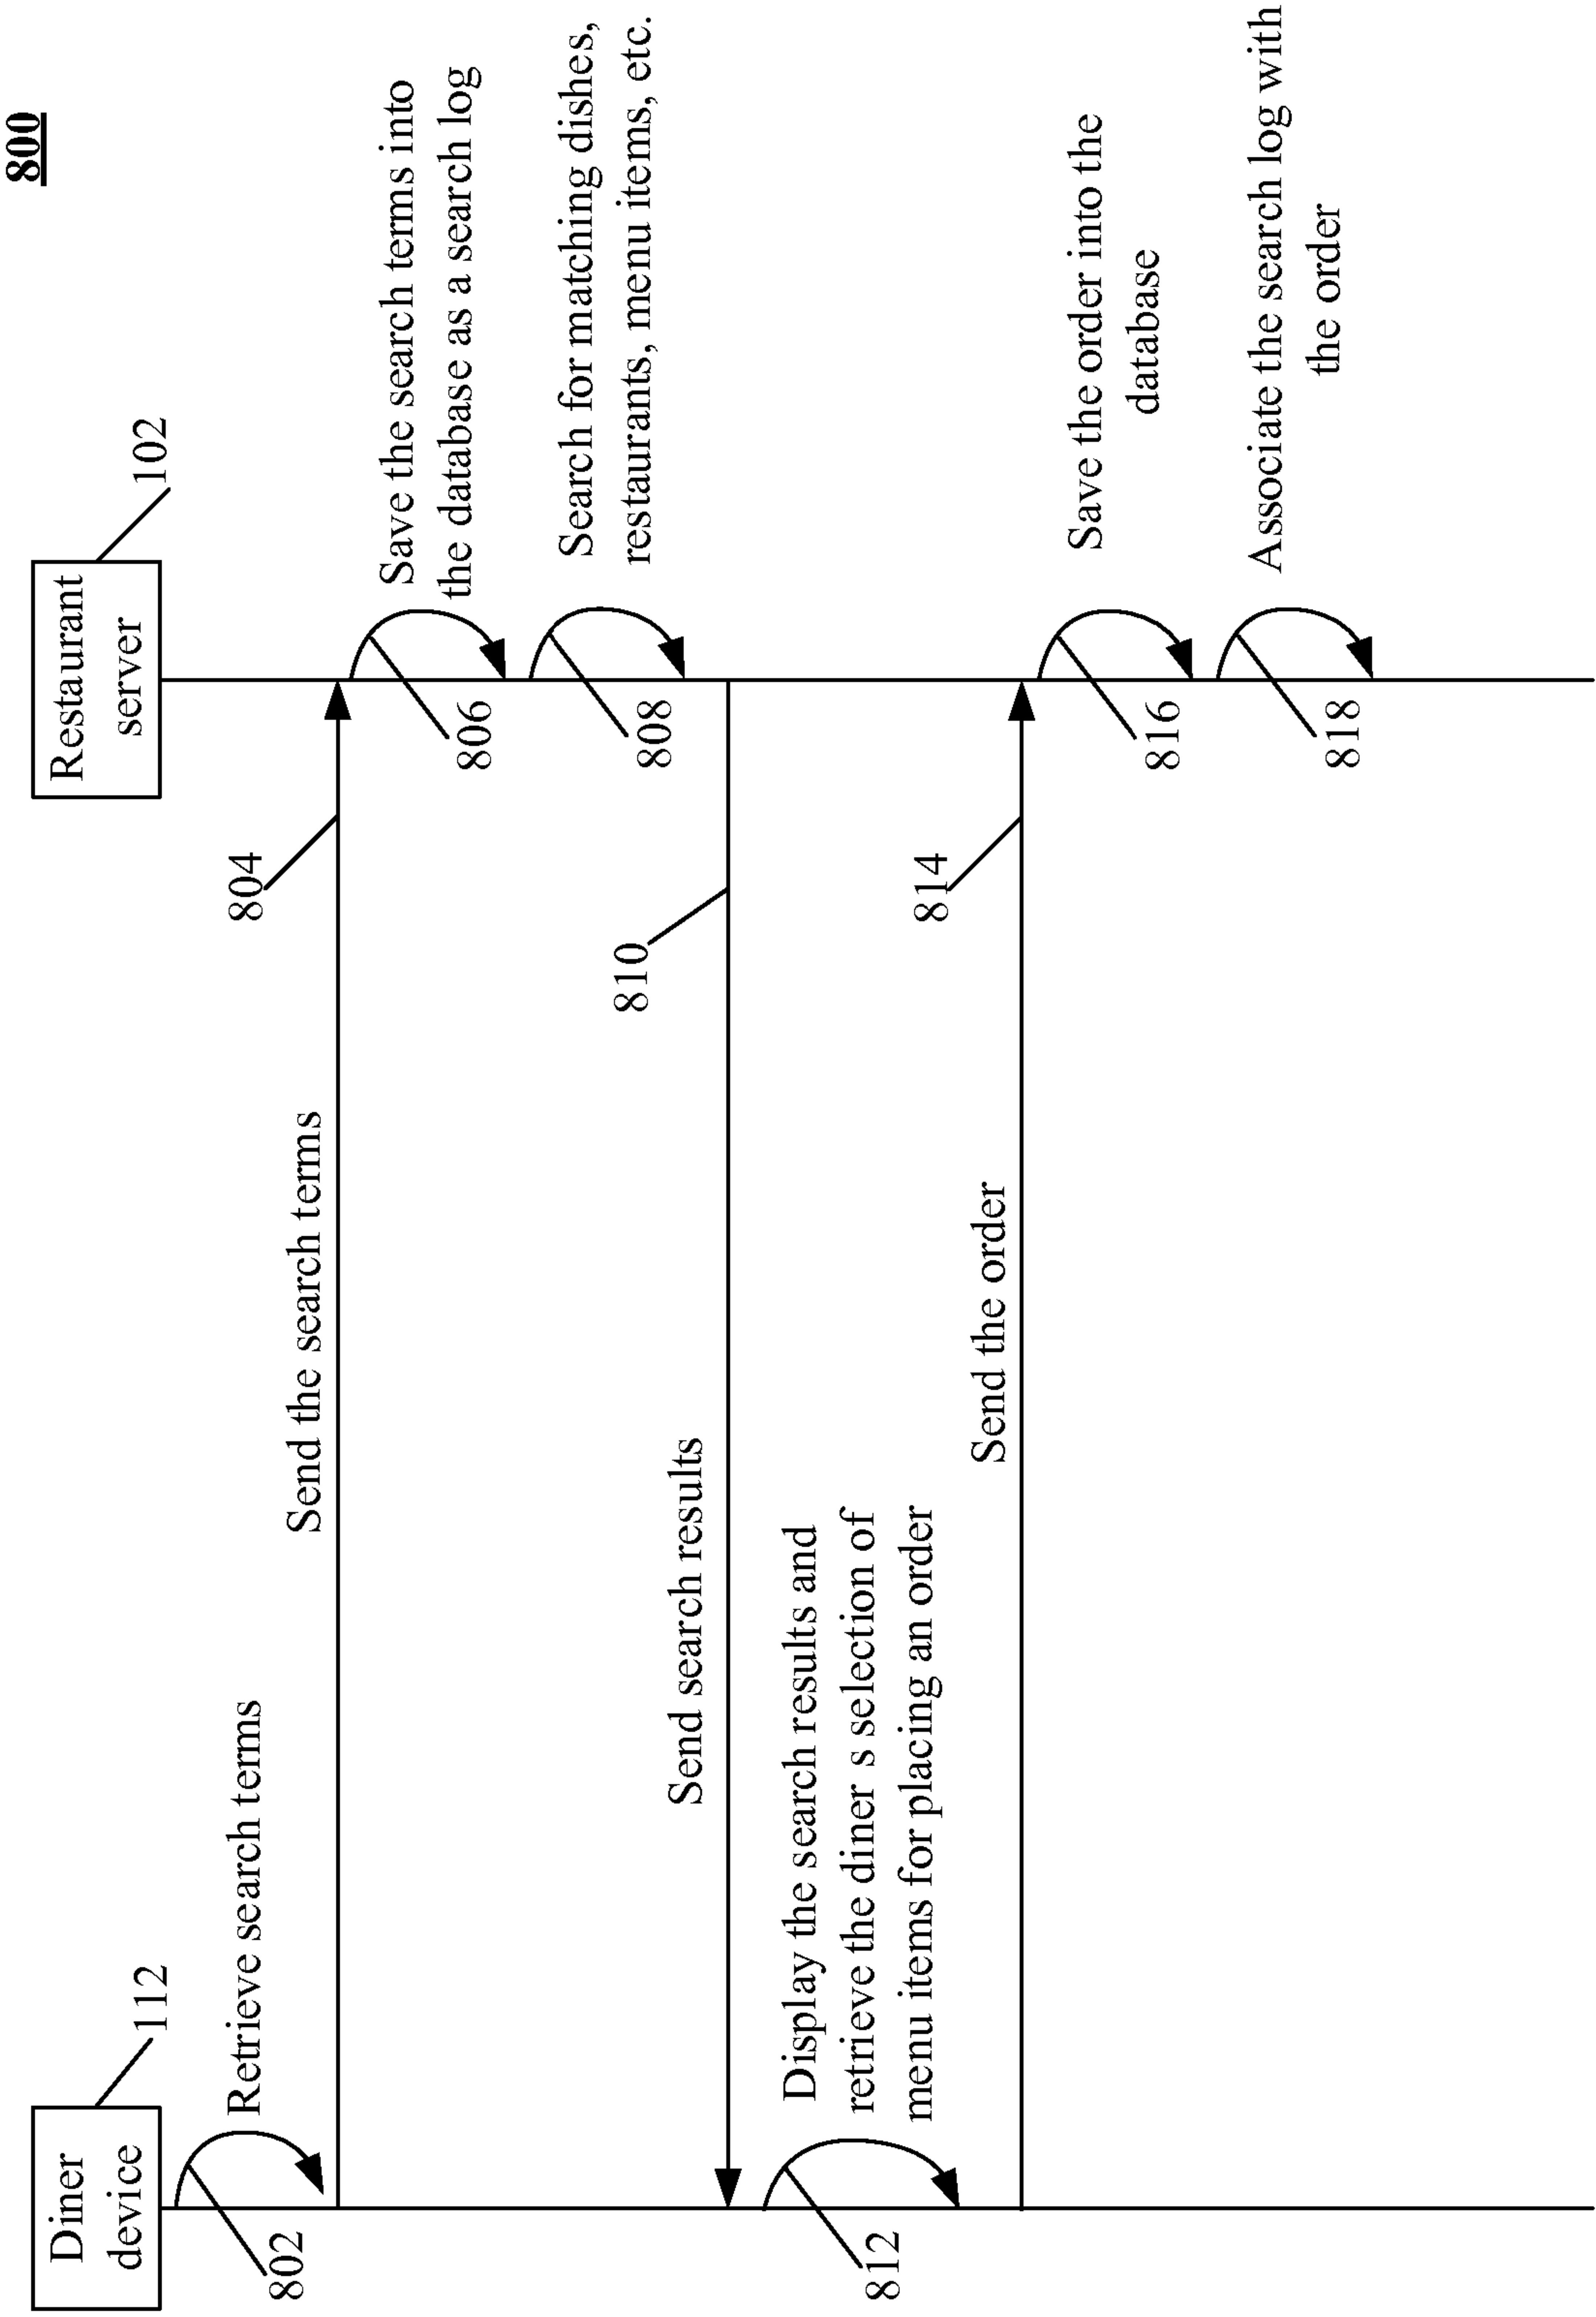 800
Diner
device
112
Restaurant
server
102
802
Retrieve search terms
804
Send the search terms
806
Save the search terms into
the database as a search log
808
Search for matching dishes,
restaurants, menu items, etc.
810
Send search results
812
Display the search results and
retrieve the diner s selection of
menu items for placing an order
814
Send the order
816
Save the order into the
database
818
Associate the search log with
the order